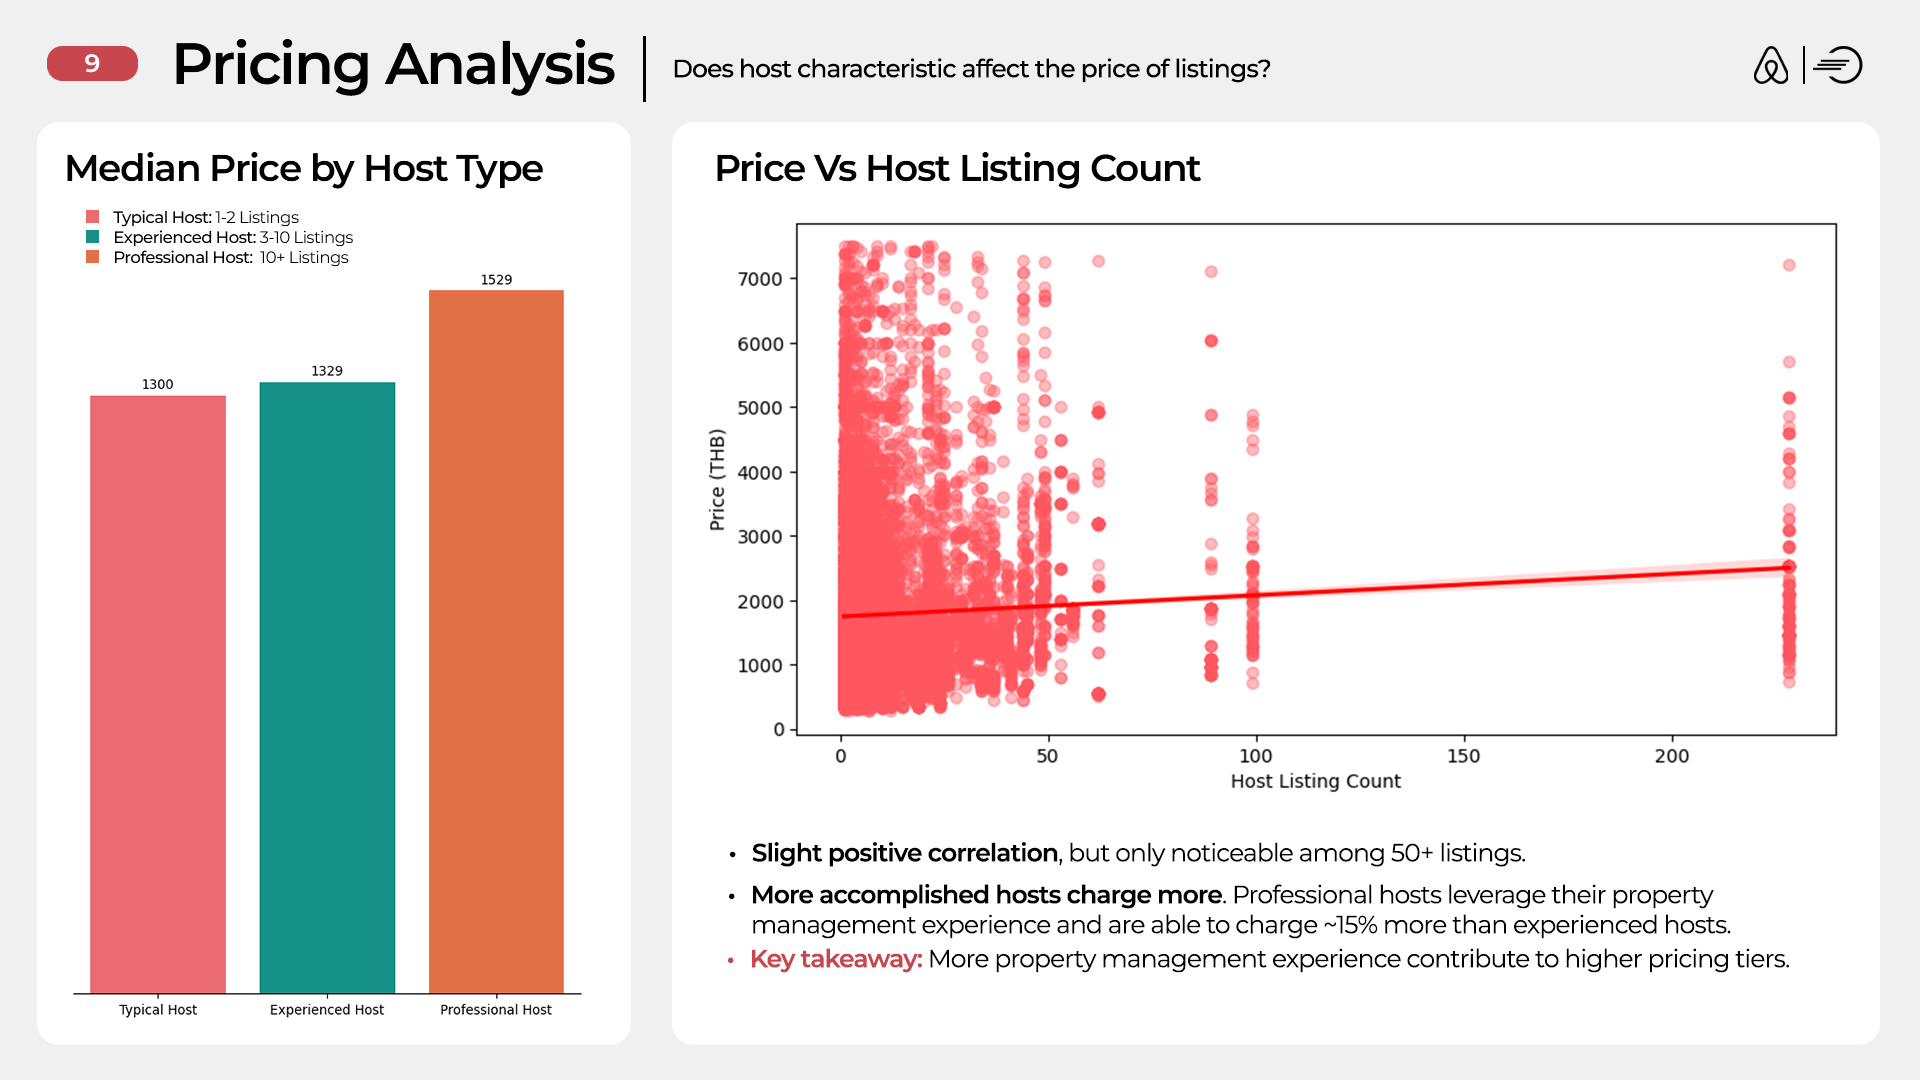 9
Pricing Analysis
Does host characteristic affect the price of listings?
Median Price by Host Type
Typical Host: 1-2 Listings
Experienced Host: 3-10 Listings
Professional Host: 10+ Listings
1300
1329
1529
Typical Host
Experienced Host
Professional Host
Price Vs Host Listing Count
Price (THB)
7000
6000
5000
4000
3000
2000
1000
0
0
50
100
150
200
Host Listing Count
• Slight positive correlation, but only noticeable among 50+ listings.
• More accomplished hosts charge more. Professional hosts leverage their property
management experience and are able to charge ~15% more than experienced hosts.
• Key takeaway: More property management experience contribute to higher pricing tiers.